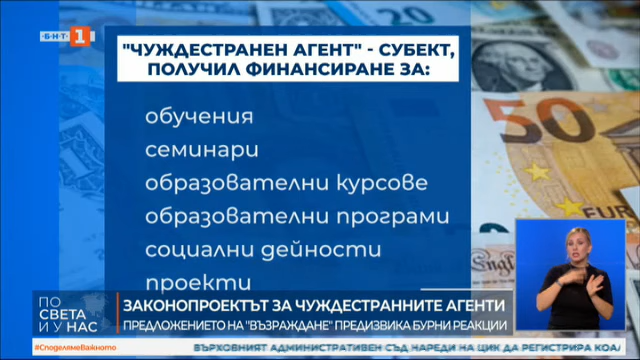 БНТ 1
"ЧУЖДЕСТРАНЕН АГЕНТ" - СУБЕКТ,
ПОЛУЧИЛ ФИНАНСИРАНЕ ЗА:
обучения
семинари
образователни курсове
образователни програми
социални дейности
проекти
50
EURO
ПО
СВЕТА
И У НАС
ЗАКОНОПРОЕКТЪТ ЗА ЧУЖДЕСТРАННИТЕ АГЕНТИ
ПРЕДЛОЖЕНИЕТО НА "ВЪЗРАЖДАНЕ" ПРЕДИЗВИКА БУРНИ РЕАКЦИИ
#СподелямеВажното
ВЪРХОВНИЯТ АДМИНИСТРАТИВЕН СЪД НАРЕДИ НА ЦИК ДА РЕГИСТРИРА КОА